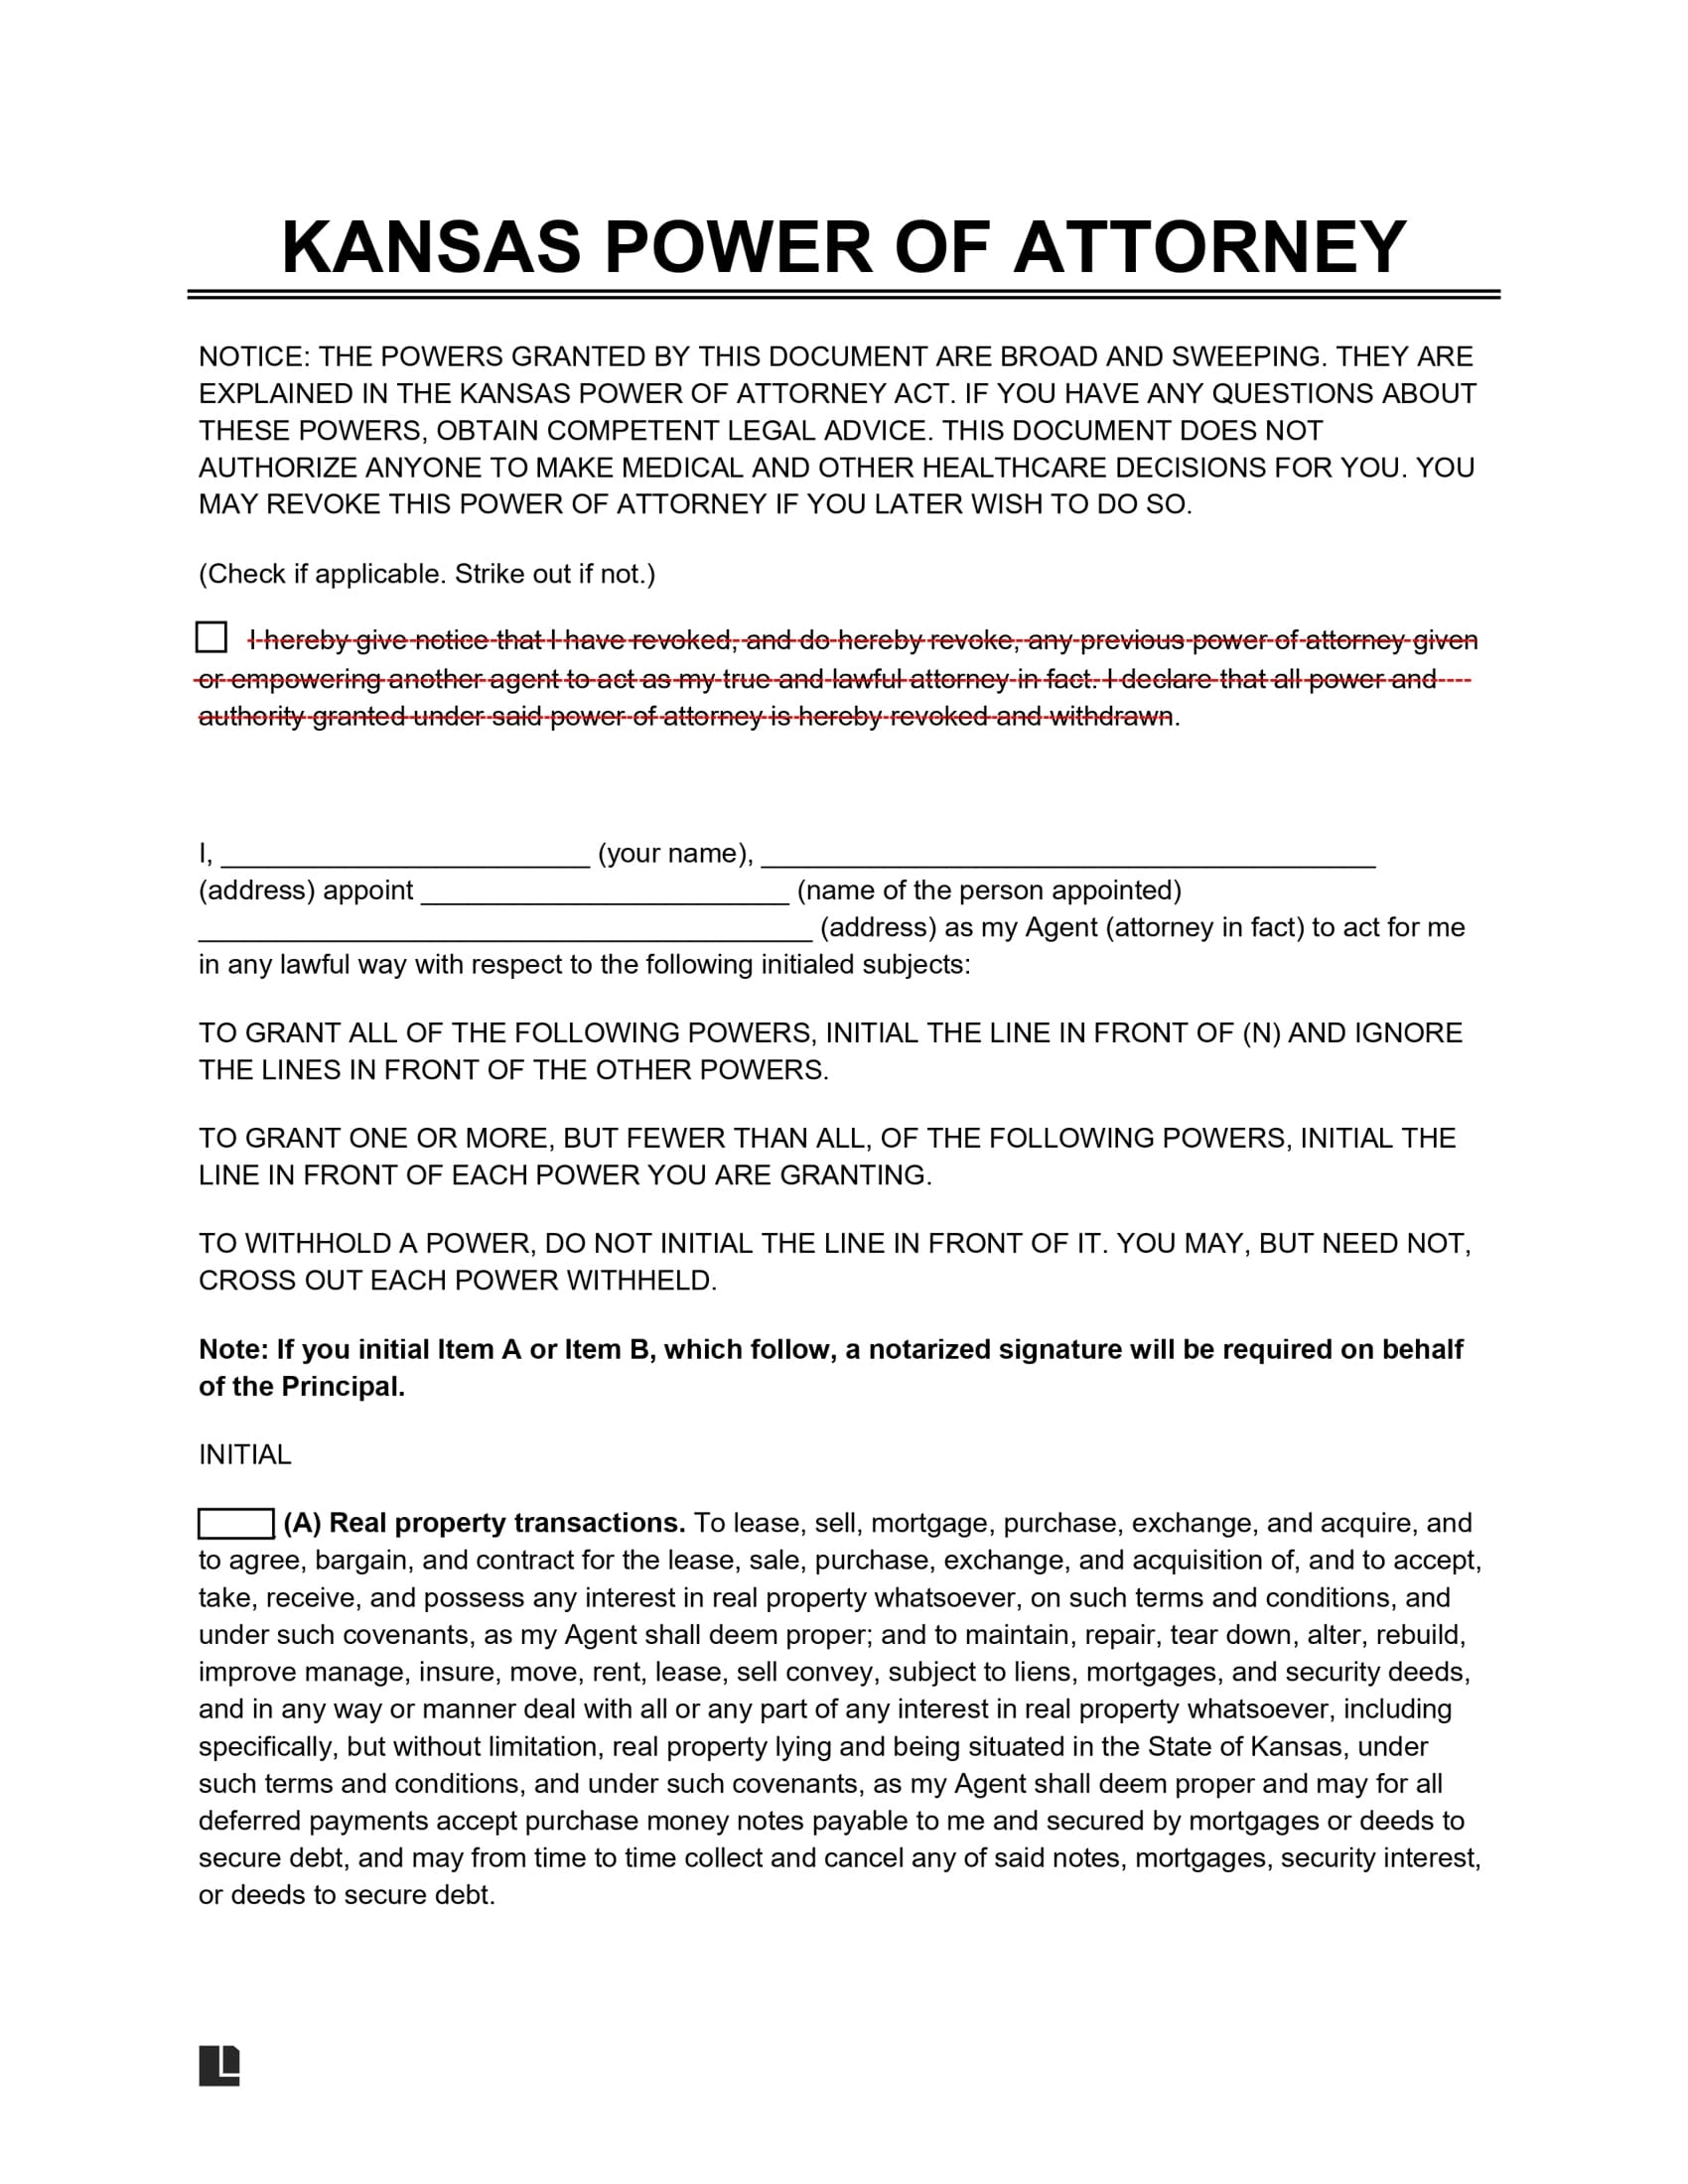 KANSAS POWER OF ATTORNEY
NOTICE: THE POWERS GRANTED BY THIS DOCUMENT ARE BROAD AND SWEEPING. THEY ARE
EXPLAINED IN THE KANSAS POWER OF ATTORNEY ACT. IF YOU HAVE ANY QUESTIONS ABOUT
THESE POWERS, OBTAIN COMPETENT LEGAL ADVICE. THIS DOCUMENT DOES NOT
AUTHORIZE ANYONE TO MAKE MEDICAL AND OTHER HEALTHCARE DECISIONS FOR YOU. YOU
MAY REVOKE THIS POWER OF ATTORNEY IF YOU LATER WISH TO DO SO.
(Check if applicable. Strike out if not.)
I hereby give notice that I have revoked, and do hereby revoke, any previous power of attorney given
or empowering another agent to act as my true and lawful attorney in fact. I declare that all power and
authority granted under said power of attorney is hereby revoked and withdrawn.
I, ________________________ (your name), ________________________________________
(address) appoint ________________________ (name of the person appointed)
________________________________________ (address) as my Agent (attorney in fact) to act for me
in any lawful way with respect to the following initialed subjects:
TO GRANT ALL OF THE FOLLOWING POWERS, INITIAL THE LINE IN FRONT OF (N) AND IGNORE
THE LINES IN FRONT OF THE OTHER POWERS.
TO GRANT ONE OR MORE, BUT FEWER THAN ALL, OF THE FOLLOWING POWERS, INITIAL THE
LINE IN FRONT OF EACH POWER YOU ARE GRANTING.
TO WITHHOLD A POWER, DO NOT INITIAL THE LINE IN FRONT OF IT. YOU MAY, BUT NEED NOT,
CROSS OUT EACH POWER WITHHELD.
Note: If you initial Item A or Item B, which follow, a notarized signature will be required on behalf
of the Principal.
INITIAL
(A) Real property transactions. To lease, sell, mortgage, purchase, exchange, and acquire, and
to agree, bargain, and contract for the lease, sale, purchase, exchange, and acquisition of, and to accept,
take, receive, and possess any interest in real property whatsoever, on such terms and conditions, and
under such covenants, as my Agent shall deem proper; and to maintain, repair, tear down, alter, rebuild,
improve manage, insure, move, rent, lease, sell convey, subject to liens, mortgages, and security deeds,
and in any way or manner deal with all or any part of any interest in real property whatsoever, including
specifically, but without limitation, real property lying and being situated in the State of Kansas, under
such terms and conditions, and under such covenants, as my Agent shall deem proper and may for all
deferred payments accept purchase money notes payable to me and secured by mortgages or deeds to
secure debt, and may from time to time collect and cancel any of said notes, mortgages, security interest,
or deeds to secure debt.